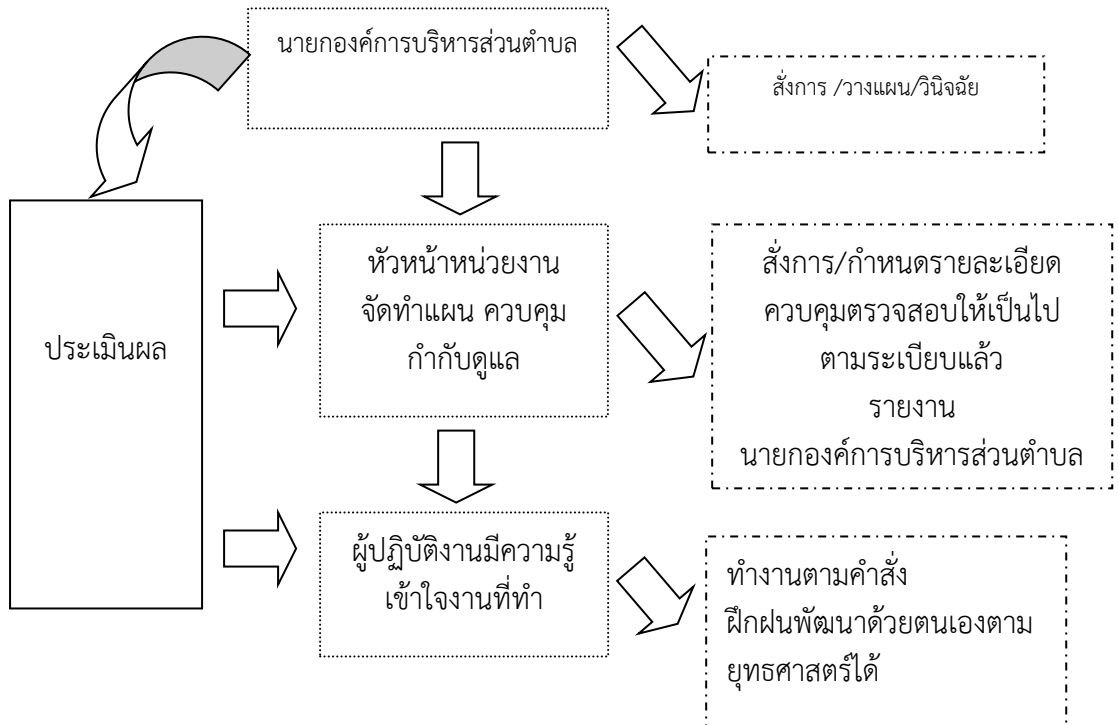 นายกองค์การบริหารส่วนตำบล
สั่งการ /วางแผน/วินิจฉัย
ประเมินผล
หัวหน้าหน่วยงาน
จัดทำแผน ควบคุม
กำกับดูแล
สั่งการ/กำหนดรายละเอียด
ควบคุมตรวจสอบให้เป็นไป
ตามระเบียบแล้ว
รายงาน
นายกองค์การบริหารส่วนตำบล
ผู้ปฏิบัติงานมีความรู้
เข้าใจงานที่ทำ
ทำงานตามคำสั่ง
ฝึกฝนพัฒนาด้วยตนเองตาม
ยุทธศาสตร์ได้